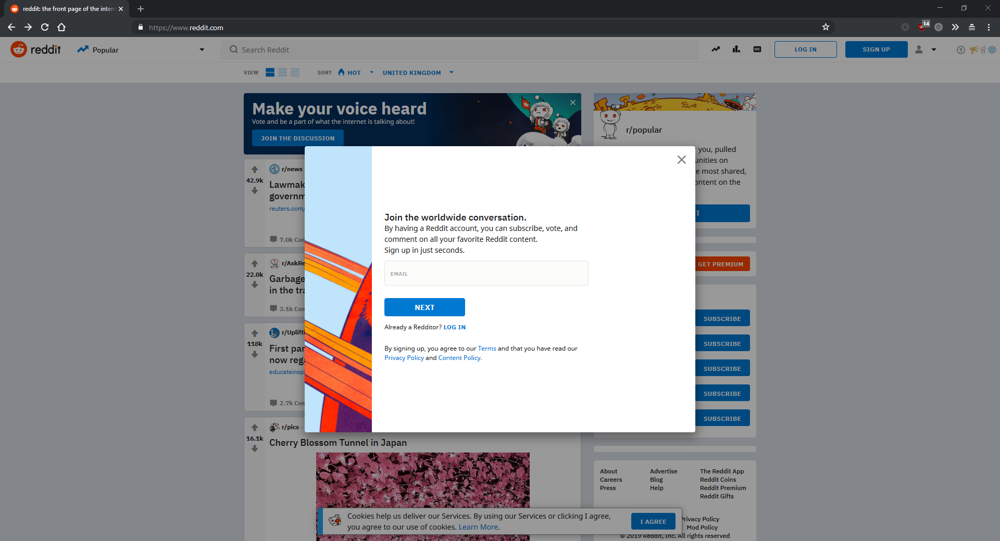 reddit: the front page of the inter
https://www.reddit.com
14
reddit
Popular
Search Reddit
OC
LOG IN
SIGN UP
VIEW
SORT
HOT
UNITED KINGDOM
Make your voice heard
Vote and be a part of what the internet is talking about!
JOIN THE DISCUSSION
r/popular
you, pulled
unities on
e most shared,
ontent on the
T
42.9k
r/news
Lawmak
governm
reuters.com/
7.0k Con
22.0k
r/AskRe
Garbage
in the tra
3.1k Con
118k
r/Uplifti
First par
now rega
educateinspi
2.7k Con
16.1k
r/pics ·
Cherry Blossom Tunnel in Japan
Join the worldwide conversation.
By having a Reddit account, you can subscribe, vote, and
comment on all your favorite Reddit content.
Sign up in just seconds.
EMAIL
NEXT
Already a Redditor? LOG IN
By signing up, you agree to our Terms and that you have read our
Privacy Policy and Content Policy.
GET PREMIUM
SUBSCRIBE
SUBSCRIBE
SUBSCRIBE
SUBSCRIBE
SUBSCRIBE
About
Advertise
The Reddit App
Careers
Blog
Reddit Coins
Press
Help
Reddit Premium
Reddit Gifts
Cookies help us deliver our Services. By using our Services or clicking I agree,
you agree to our use of cookies. Learn More.
I AGREE
Privacy Policy
Mod Policy
© 2019 Reddit, Inc. All rights reserved